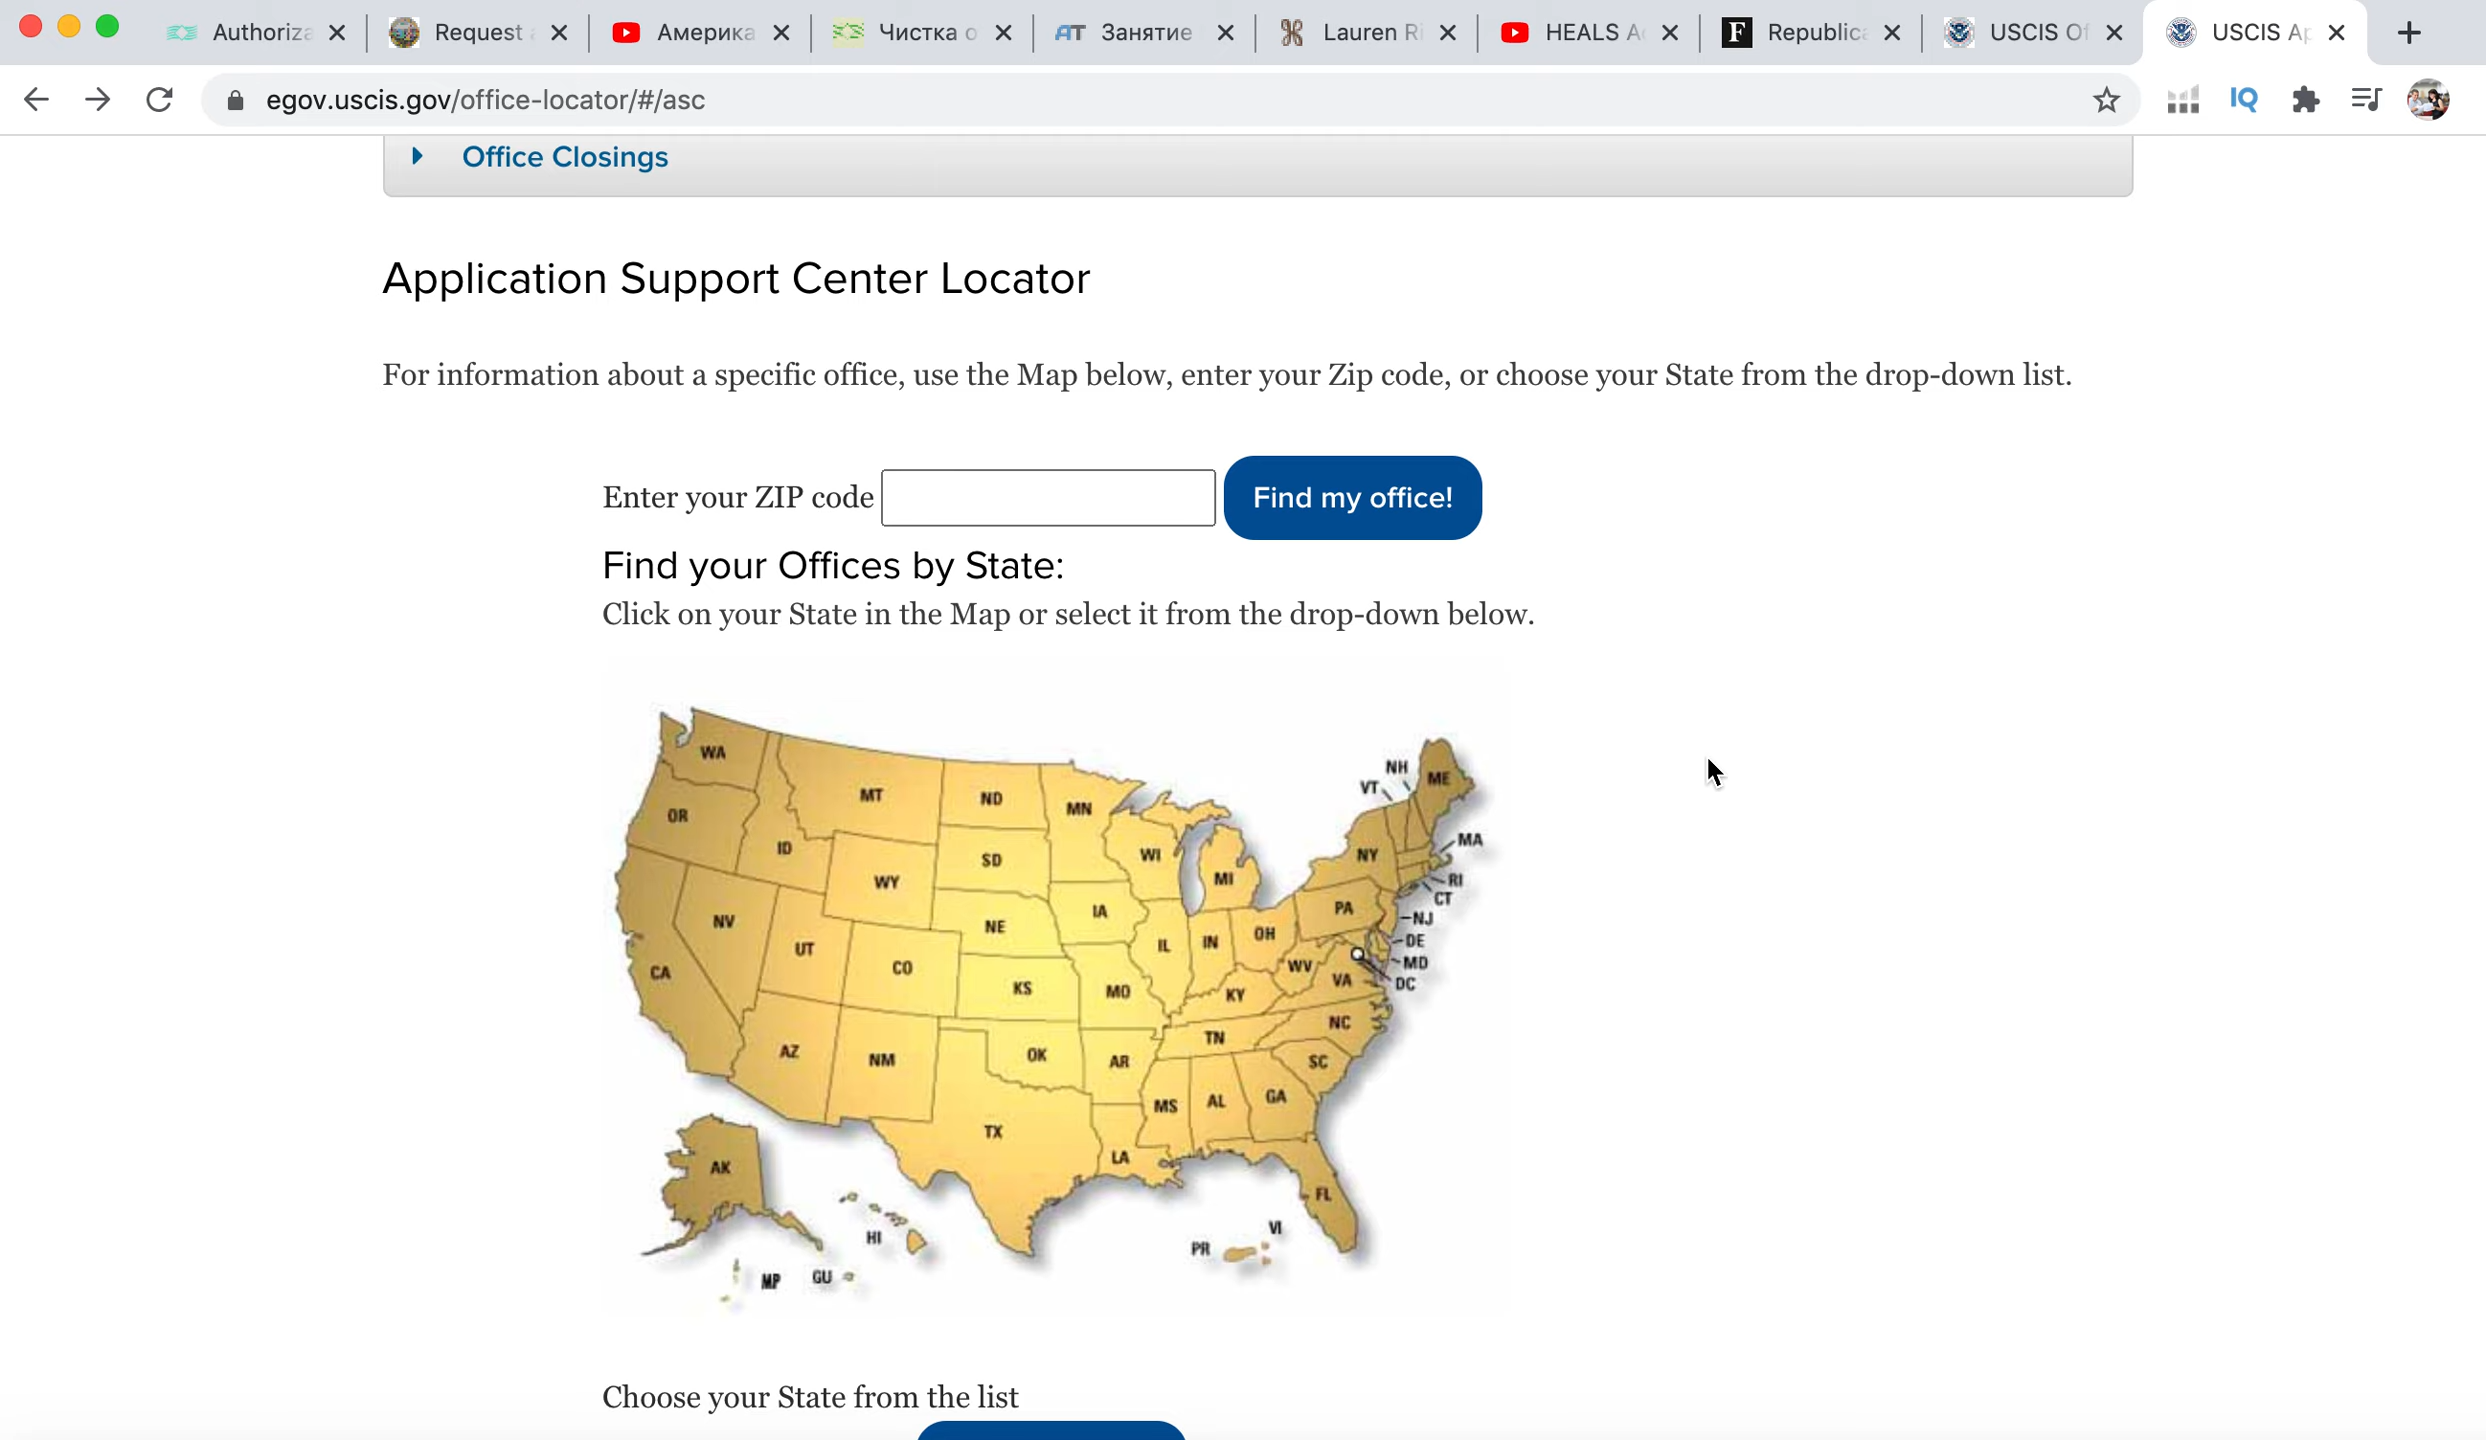 Authoriza
Request a
Америка
Чистка о
Занятие
Lauren Ri
HEALS A
Republica
USCIS Of
USCIS Ap
egov.uscis.gov/office-locator/#/asc
IQ
Office Closings
Application Support Center Locator
For information about a specific office, use the Map below, enter your Zip code, or choose your State from the drop-down list.
Enter your ZIP code
Find my office!
Find your Offices by State:
Click on your State in the Map or select it from the drop-down below.
WA
MT
ND
MN
NH
VT
ME
OR
ID
SD
WI
MI
NY
MA
WY
IA
RI
CT
NV
NE
PA
NJ
UT
CO
IL
IN
OH
DE
CA
KS
MO
WV
VA
MD
DC
KY
AZ
NM
OK
AR
TN
NC
SC
MS
AL
GA
TX
LA
AK
FL
HI
PR
VI
MP
GU
Choose your State from the list